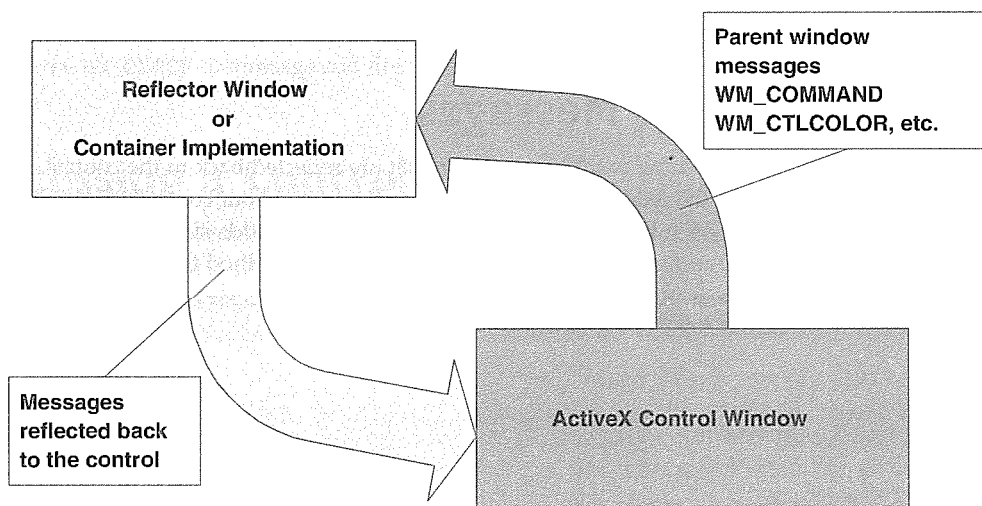 Reflector Window
or
Container Implementation
Parent window
messages
WM_COMMAND
WM_CTLCOLOR, etc.
Messages
reflected back
to the control
ActiveX Control Window